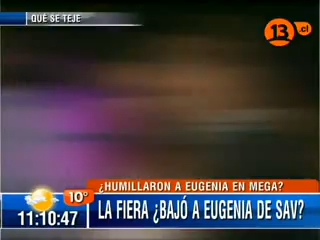 QUÉ SE TEJE
13.cl
¿HUMILLARON A EUGENIA EN MEGA?
10°
LA FIERA ¿BAJÓ A EUGENIA DE SAV?
11:10:47